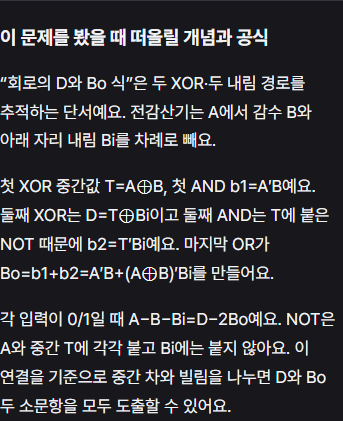 이 문제를 봤을 때 떠올릴 개념과 공식
“회로의 D와 Bo 식”은 두 XOR·두 내림 경로를
추적하는 단서예요. 전감산기는 A에서 감수 B와
아래 자리 내림 Bi를 차례로 빼요.
첫 XOR 중간값 T=A⊕B, 첫 AND b1=A′B예요.
둘째 XOR는 D=T⊕Bi이고 둘째 AND는 T에 붙은
NOT 때문에 b2=T′Bi예요. 마지막 OR가
Bo=b1+b2=A′B+(A⊕B)′Bi를 만들어요.
각 입력이 0/1일 때 A−B−Bi=D−2Bo예요. NOT은
A와 중간 T에 각각 붙고 Bi에는 붙지 않아요. 이
연결을 기준으로 중간 차와 빌림을 나누면 D와 Bo
두 소문항을 모두 도출할 수 있어요.